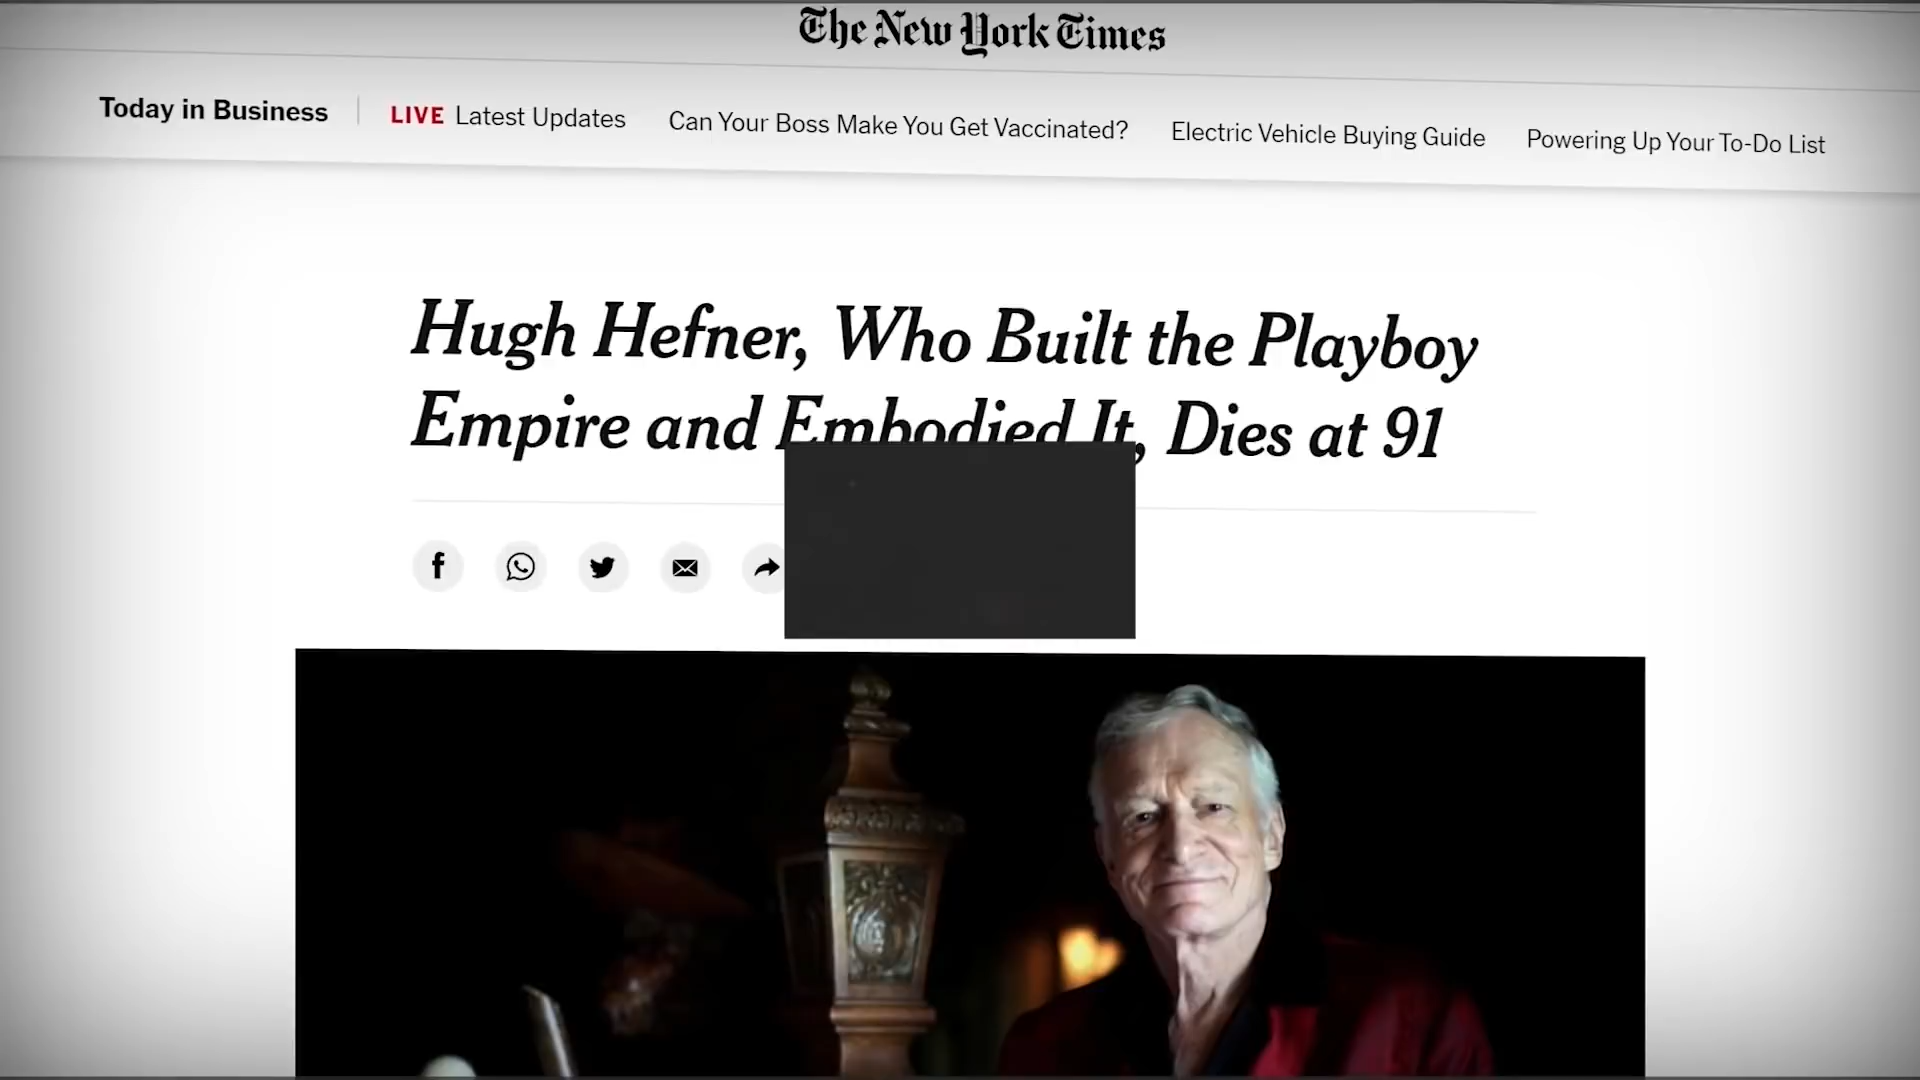 The New York Times
Today in Business
LIVE Latest Updates
Can Your Boss Make You Get Vaccinated?
Electric Vehicle Buying Guide
Powering Up Your To-Do List
Hugh Hefner, Who Built the Playboy
Empire and Embodied It, Dies at 91